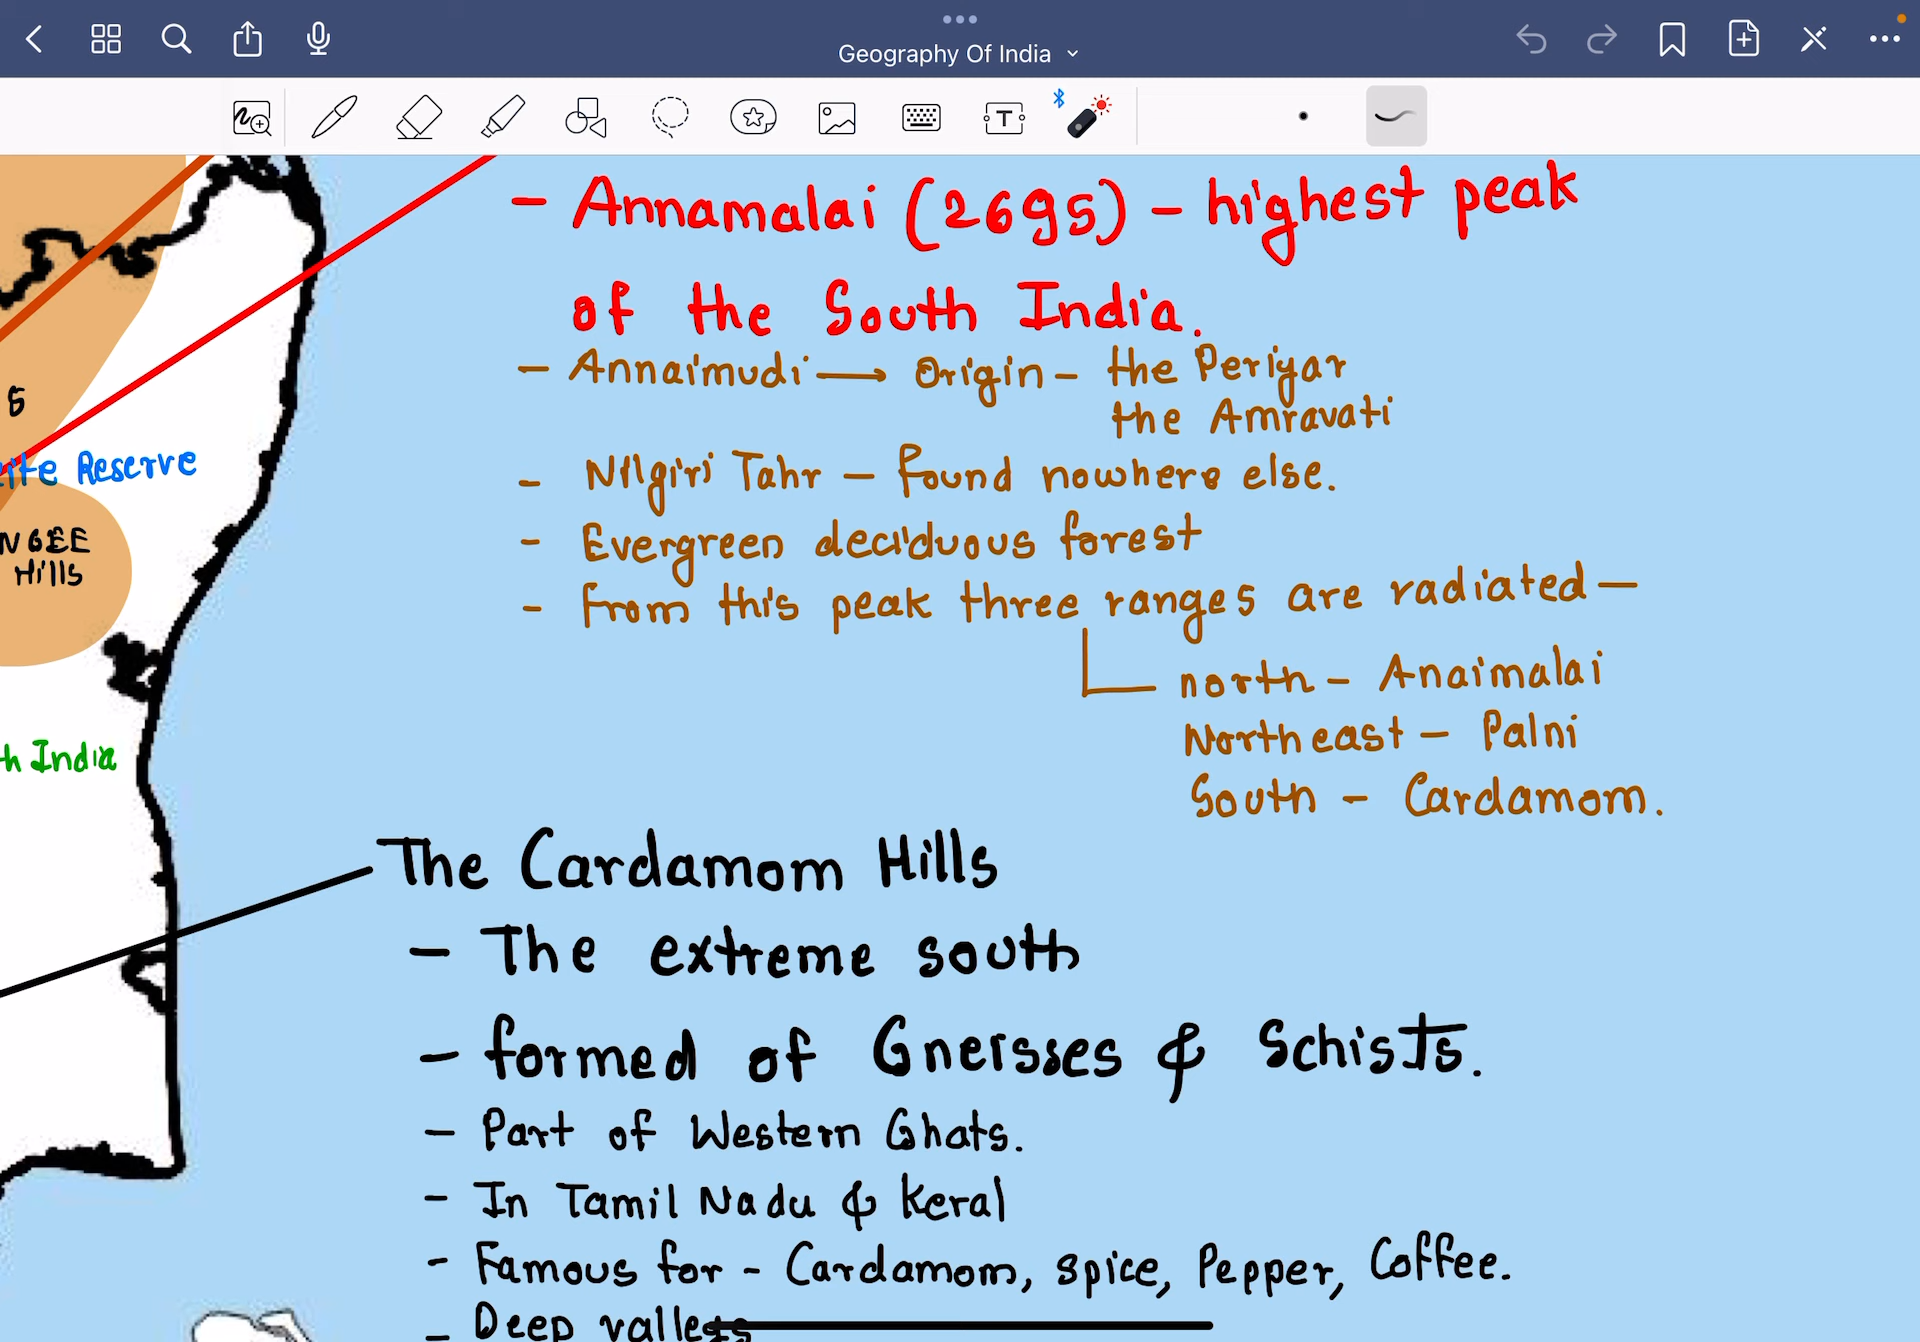 Geography Of India
- Annamalai (2695) - highest peak
of the South India.
- Annaimudi → Origin - the Periyar
the Amravati
- Nilgiri Tahr - found nowhere else.
- Evergreen deciduous forest
- From this peak three ranges are radiated -
north - Anaimalai
Northeast - Palni
South - Cardamom.
Reserve
Hills
h India
The Cardamom Hills
- The extreme south
- formed of Gneisses & Schists.
- Part of Western Ghats.
- In Tamil Nadu & Keral
- Famous for - Cardamom, spice, Pepper, Coffee.
- Deep valleys